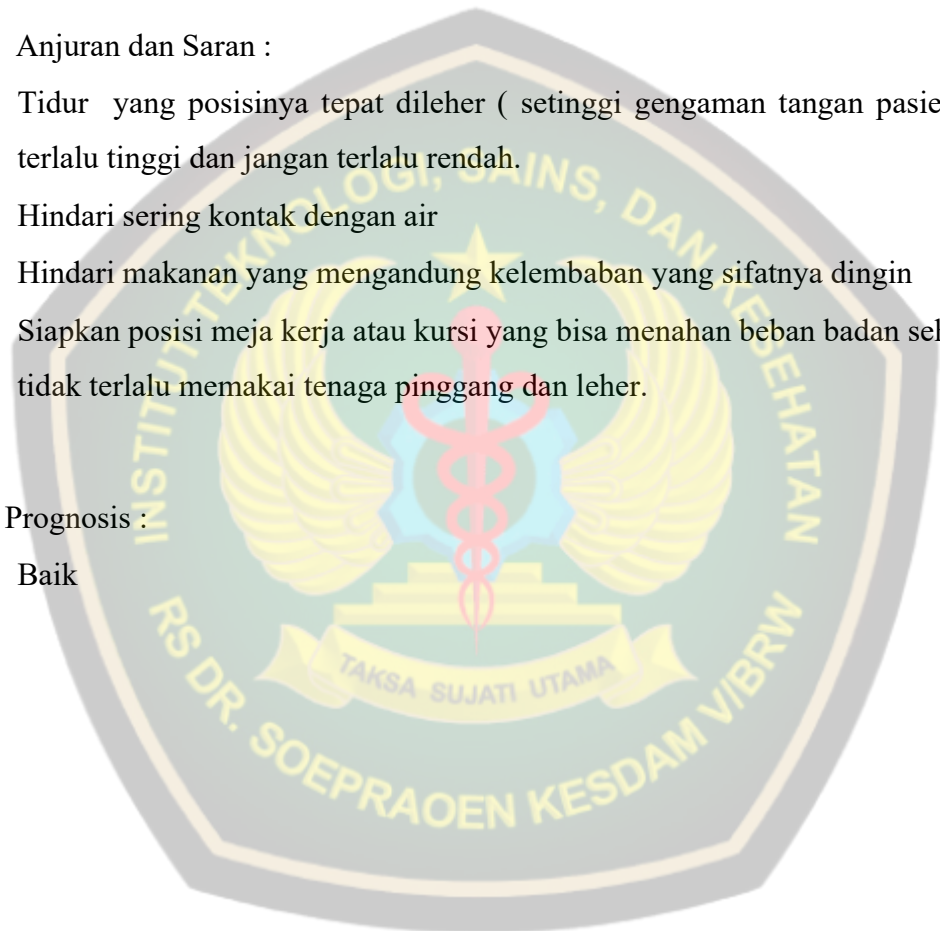 Anjuran dan Saran :
Tidur yang posisinya tepat dileher ( setinggi gengaman tangan
terlalu tinggi dan jangan terlalu rendah.
Hindari sering kontak dengan air
Hindari makanan yang mengandung kelembaban yang sifatnya dingin
Siapkan posisi meja kerja atau kursi yang bisa menahan beban badan
tidak terlalu memakai tenaga pinggang dan leher.
Prognosis :
Baik
INSTITUT TEKNOLOGI, SAINS, DAN KESEHATAN
TAKSA SUJATI UTAMA
RS DR. SOEPRAOEN KESDAM V/BRW